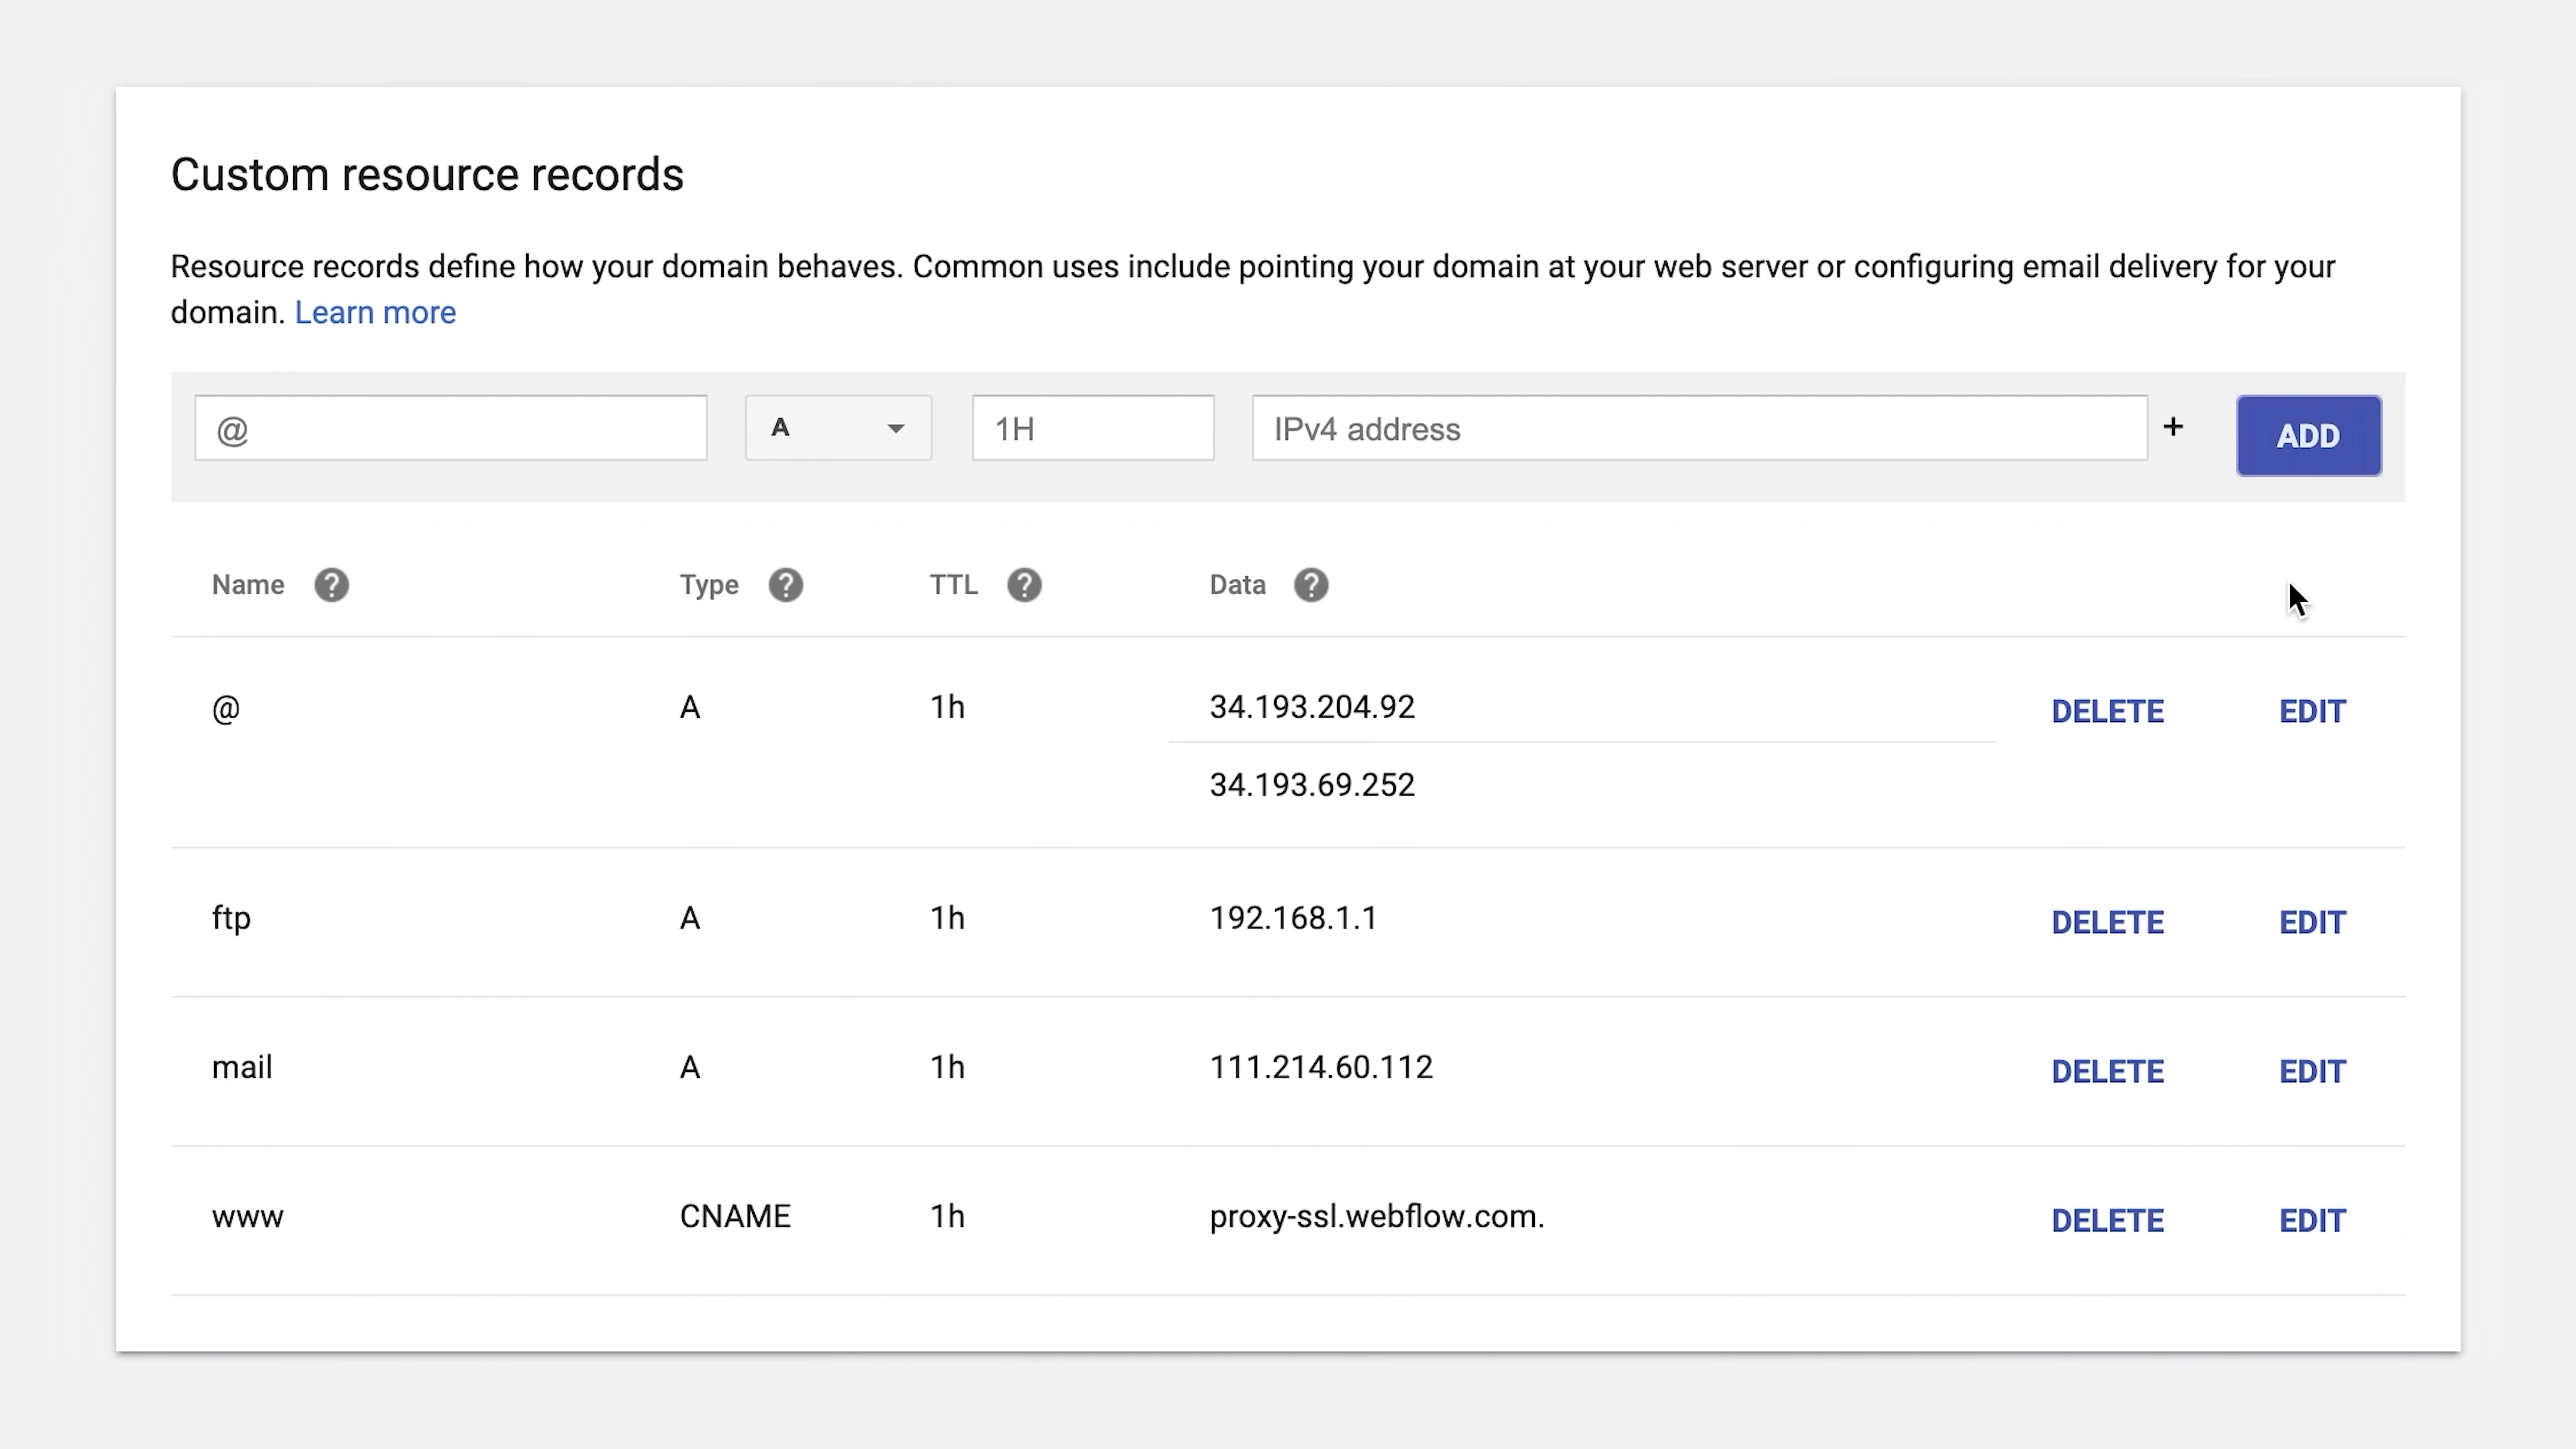 Custom resource records
Resource records define how your domain behaves. Common uses include pointing your domain at your web server or configuring email delivery for your
domain. Learn more
@ A 1H IPv4 address + ADD
Name ? Type ? TTL ? Data ?
@ A 1h 34.193.204.92 DELETE EDIT
34.193.69.252
ftp A 1h 192.168.1.1 DELETE EDIT
mail A 1h 111.214.60.112 DELETE EDIT
www CNAME 1h proxy-ssl.webflow.com. DELETE EDIT